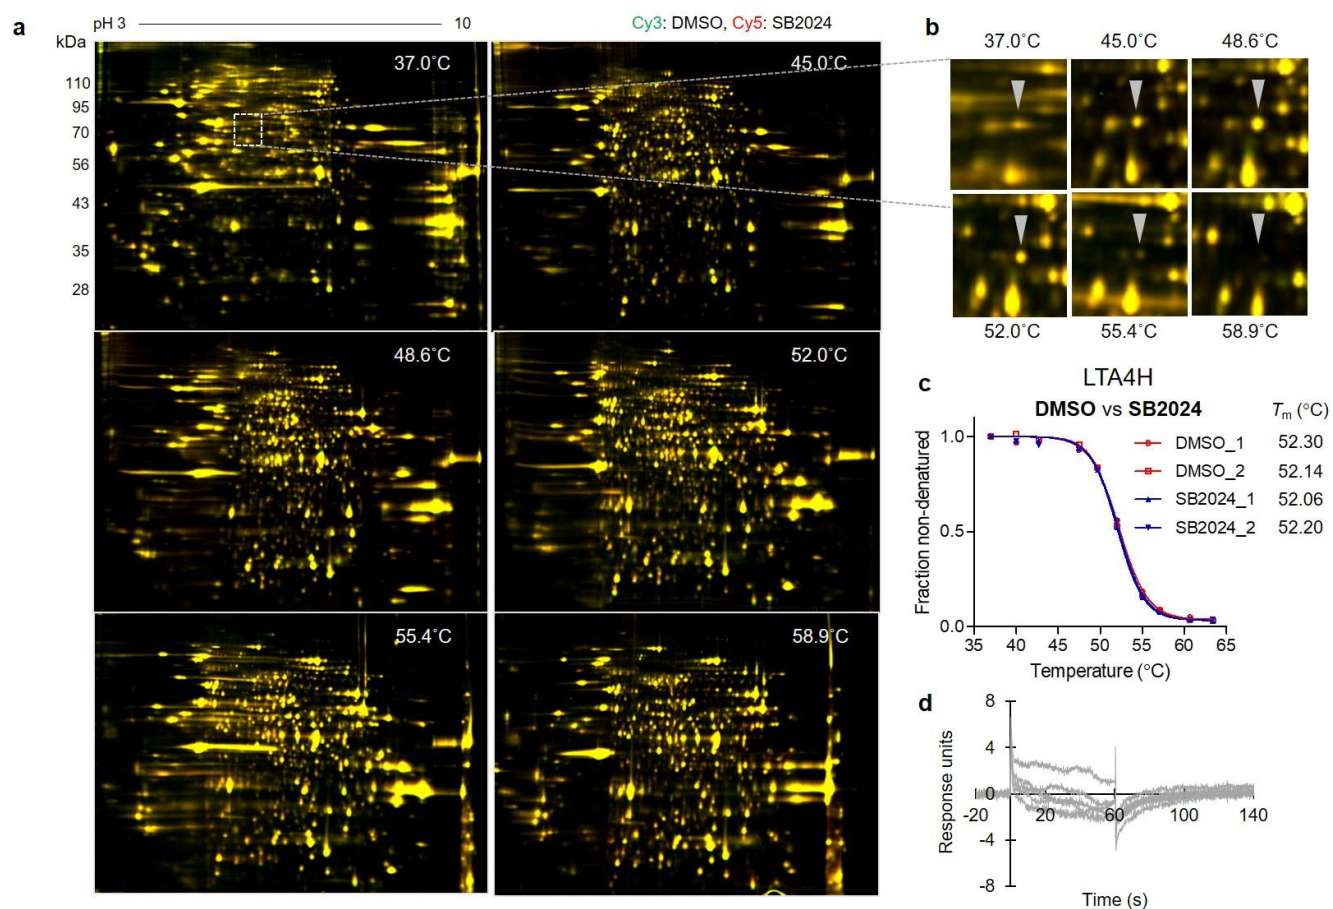 a
pH 3
10
Cy3: DMSO, Cy5: SB2024
kDa
110
95
70
56
43
35
28
37.0°C
45.0°C
48.6°C
52.0°C
55.4°C
58.9°C
b
37.0°C 45.0°C 48.6°C
52.0°C 55.4°C 58.9°C
c
LTA4H
DMSO vs SB2024
Tm (°C)
DMSO_1 52.30
DMSO_2 52.14
SB2024_1 52.06
SB2024_2 52.20
Fraction non-denatured
1.0
0.5
0.0
35 40 45 50 55 60 65
Temperature (°C)
d
Response units
8
4
0
-4
-8
-20 20 60 100 140
Time (s)